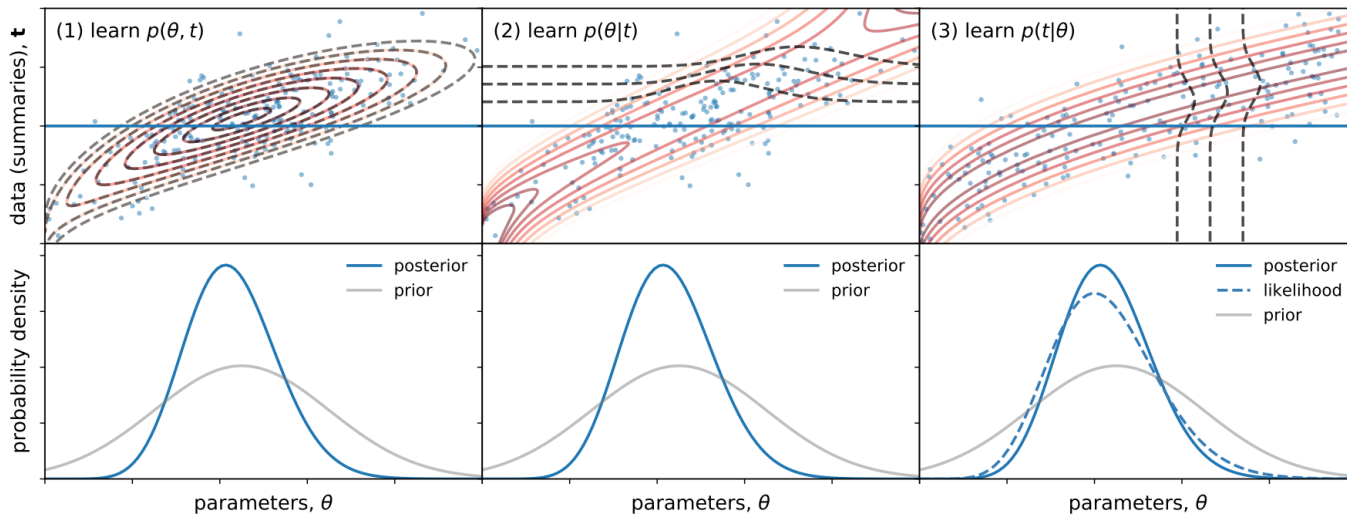 (1) learn p(θ, t)
(2) learn p(θ|t)
(3) learn p(t|θ)
data (summaries), t
posterior
prior
posterior
prior
posterior
likelihood
prior
probability density
parameters, θ
parameters, θ
parameters, θ